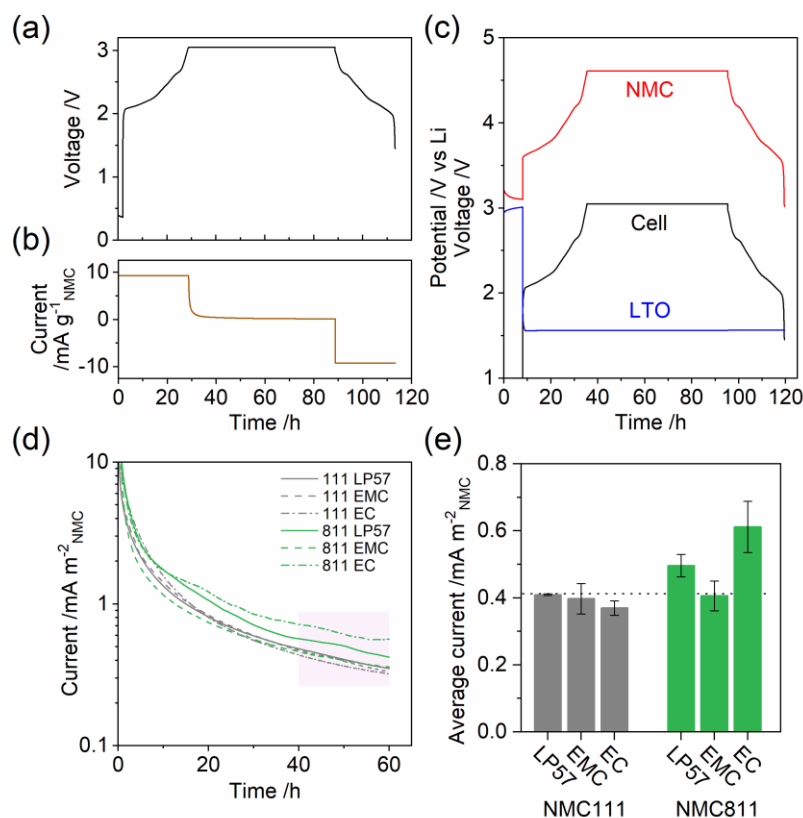 (a)
3
2
1
0
Voltage /V
(b)
10
0
-10
Current
/mA g⁻¹NMC
0 20 40 60 80 100 120
Time /h
(c)
5
4
3
2
1
Potential /V vs Li
Voltage /V
NMC
Cell
LTO
0 20 40 60 80 100 120
Time /h
(d)
10
1
0.1
Current /mA m⁻²NMC
111 LP57
111 EMC
111 EC
811 LP57
811 EMC
811 EC
0 20 40 60
Time /h
(e)
0.8
0.6
0.4
0.2
0.0
Average current /mA m⁻²NMC
LP57 EMC EC LP57 EMC EC
NMC111 NMC811